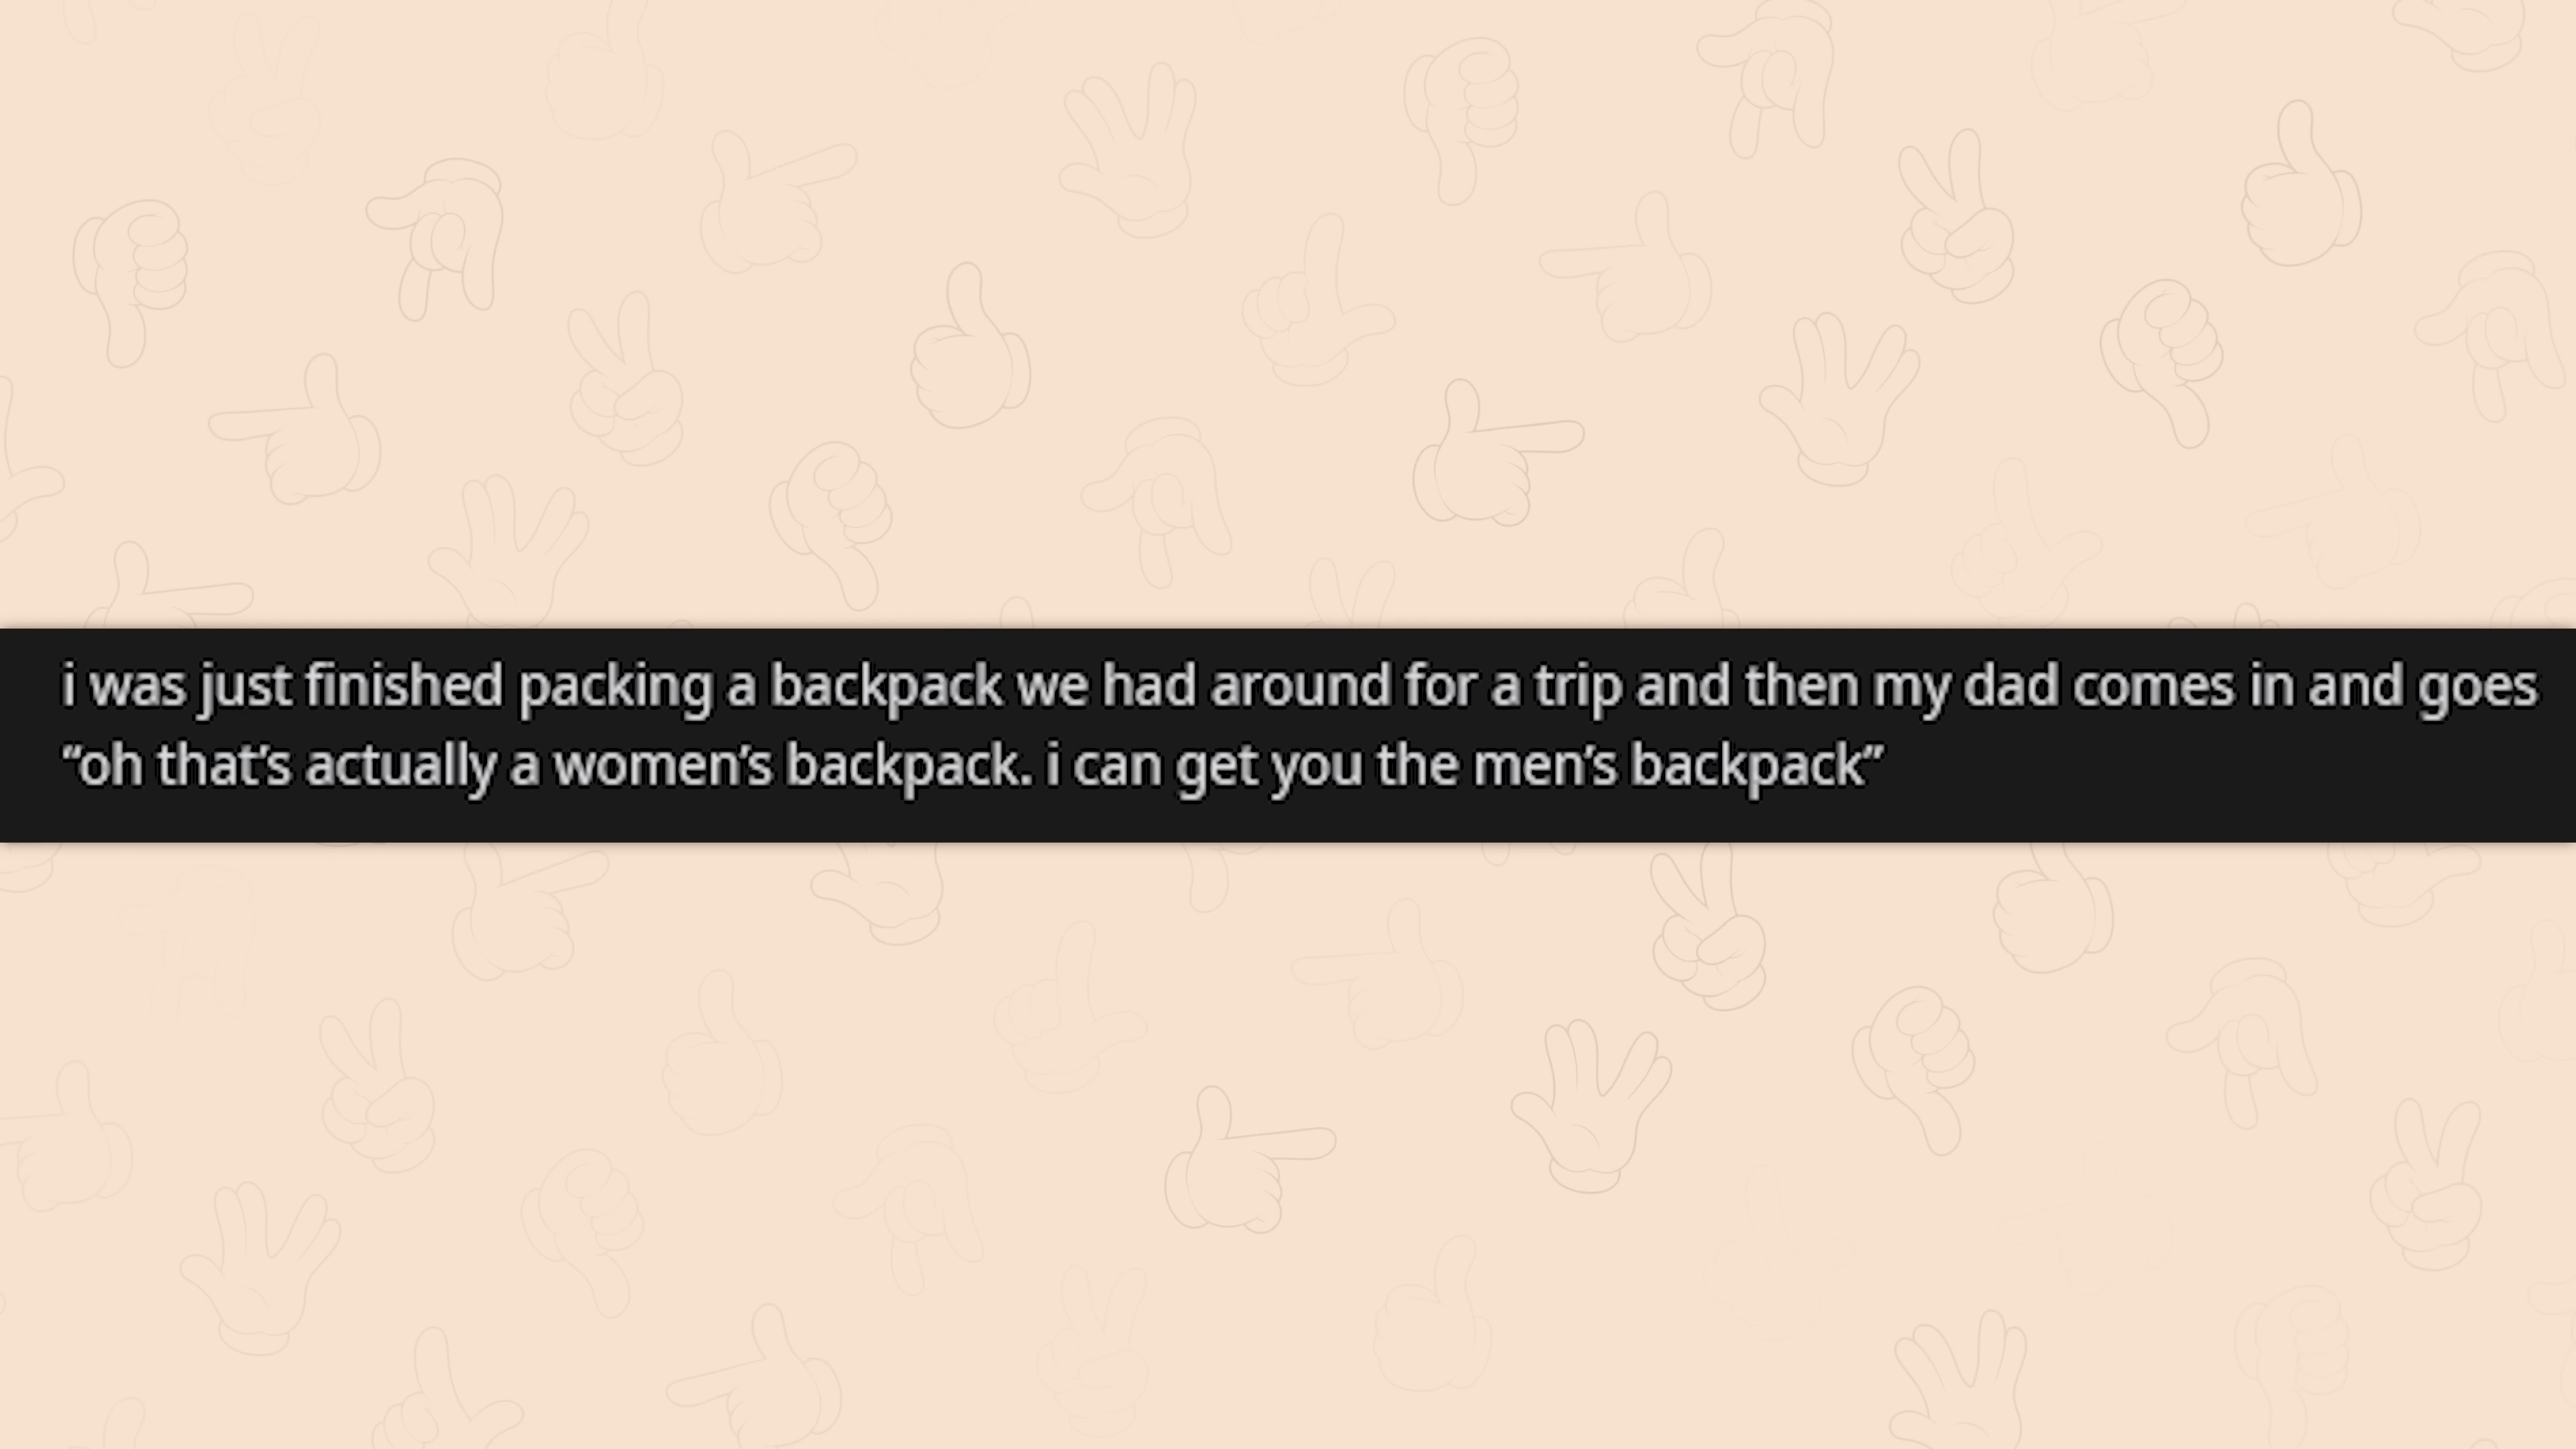 i was just finished packing a backpack we had around for a trip and then my dad comes in and goes
“oh that’s actually a women’s backpack. i can get you the men’s backpack”